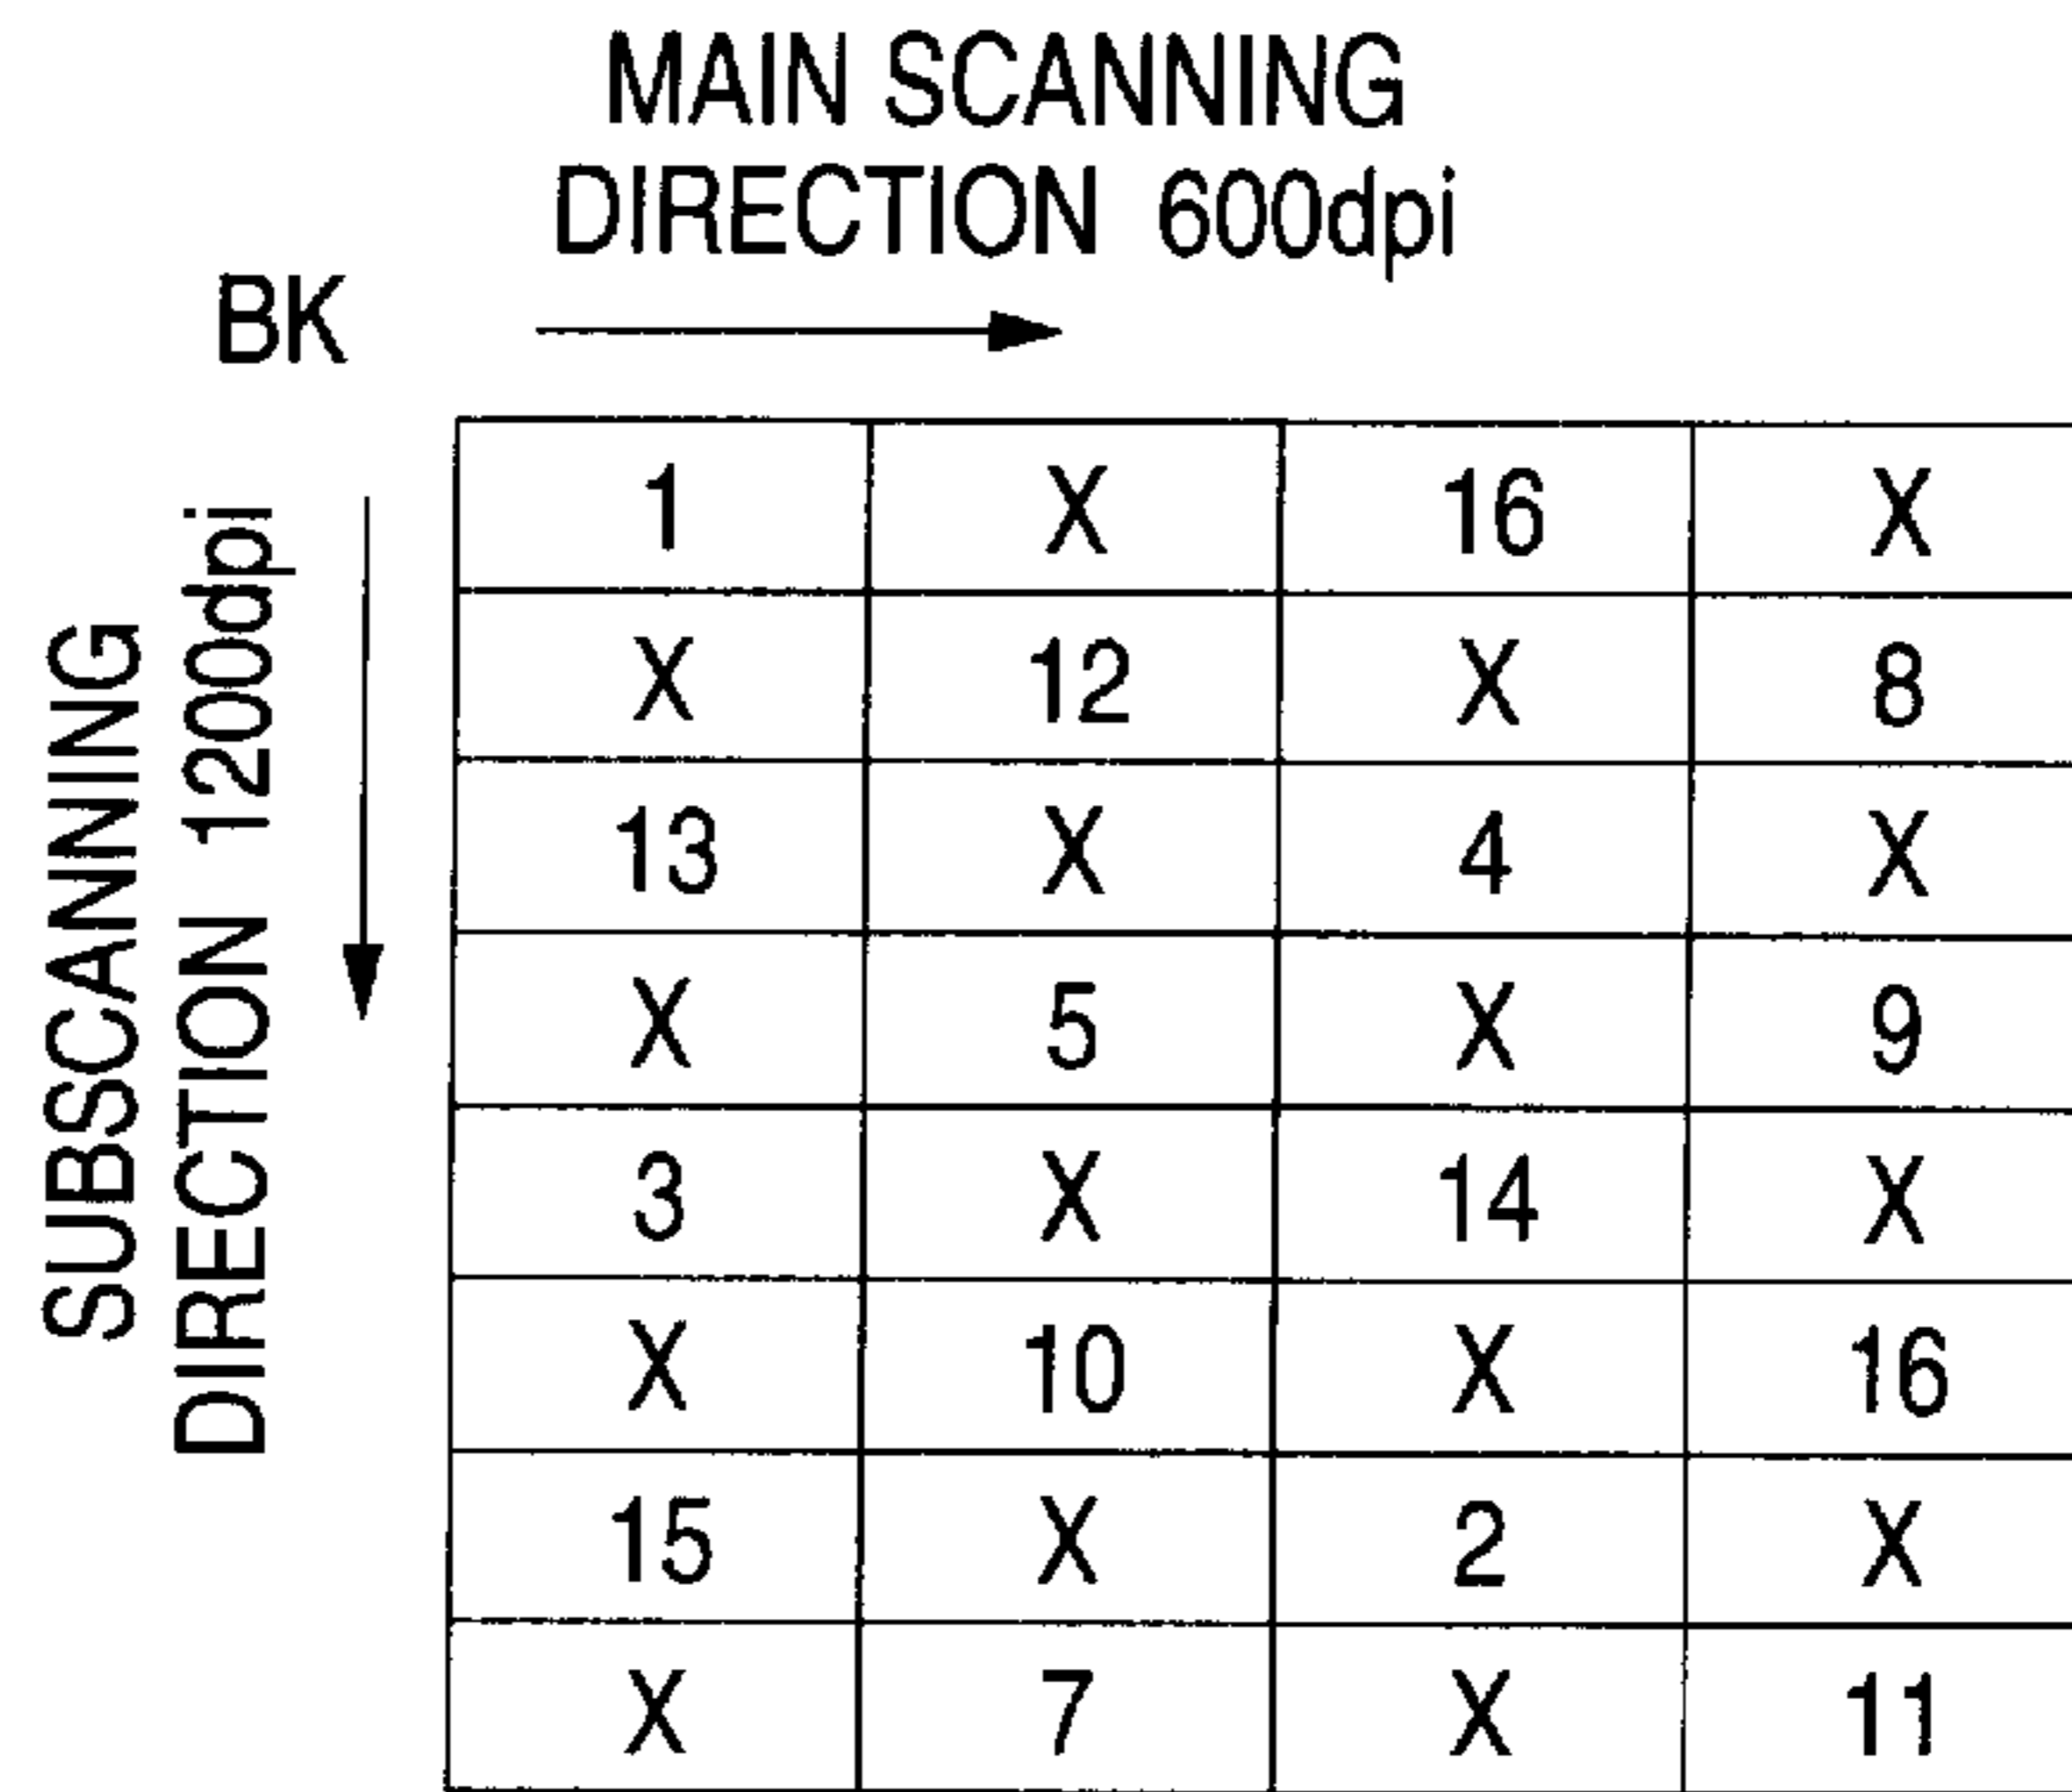 MAIN SCANNING
DIRECTION 600dpi
BK
SUBSCANNING
DIRECTION 1200dpi
1 X 16 X
X 12 X 8
13 X 4 X
X 5 X 9
3 X 14 X
X 10 X 16
15 X 2 X
X 7 X 11